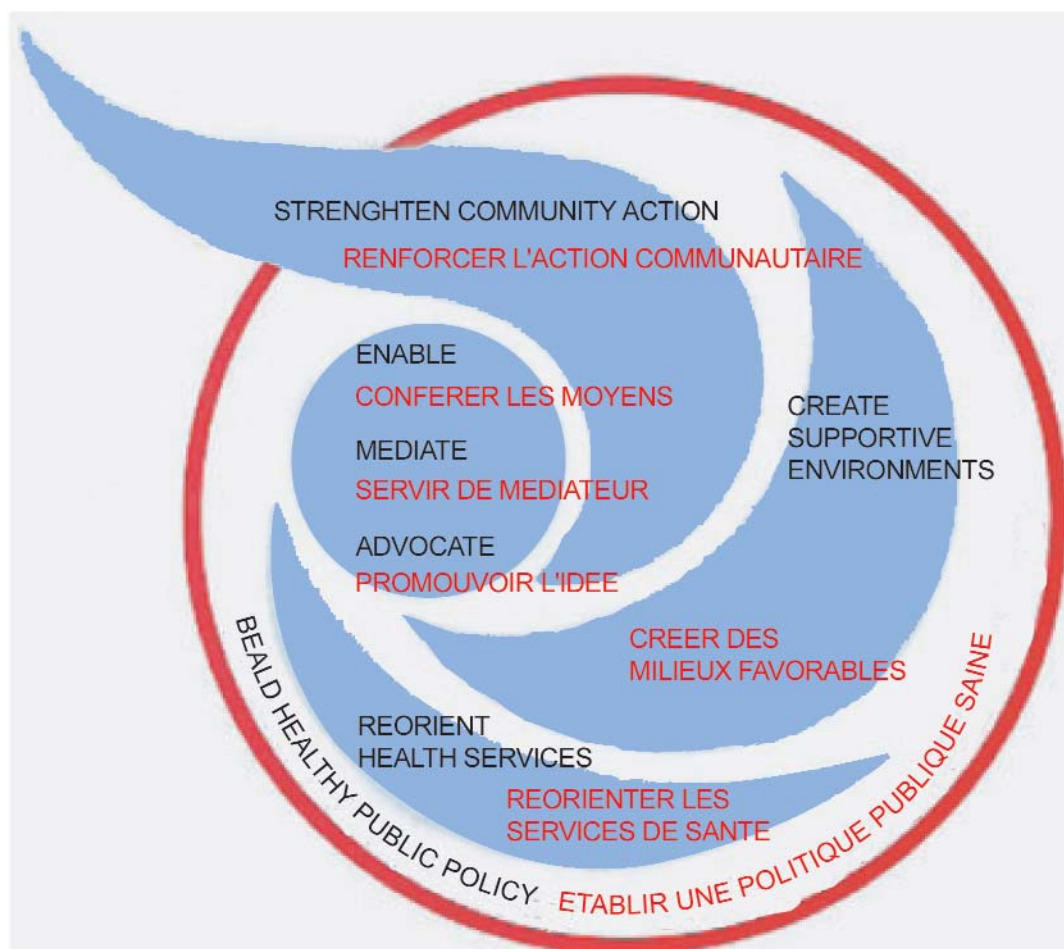 STRENGHTEN COMMUNITY ACTION
RENFORCER L'ACTION COMMUNAUTAIRE
ENABLE
CONFERER LES MOYENS
MEDIATE
SERVIR DE MEDIATEUR
ADVOCATE
PROMOUVOIR L'IDEE
CREATE
SUPPORTIVE
ENVIRONMENTS
CREER DES
MILIEUX FAVORABLES
REORIENT
HEALTH SERVICES
REORIENTER LES
SERVICES DE SANTE
BEALD HEALTHY PUBLIC POLICY
ETABLIR UNE POLITIQUE PUBLIQUE SAINE